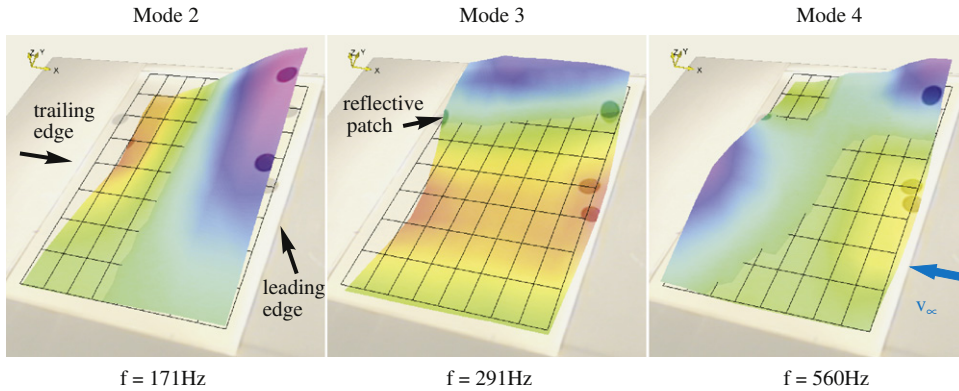 Mode 2
Mode 3
Mode 4
Z Y
X
Z Y
X
Z Y
X
trailing
edge
reflective
patch
leading
edge
v∞
f = 171Hz
f = 291Hz
f = 560Hz